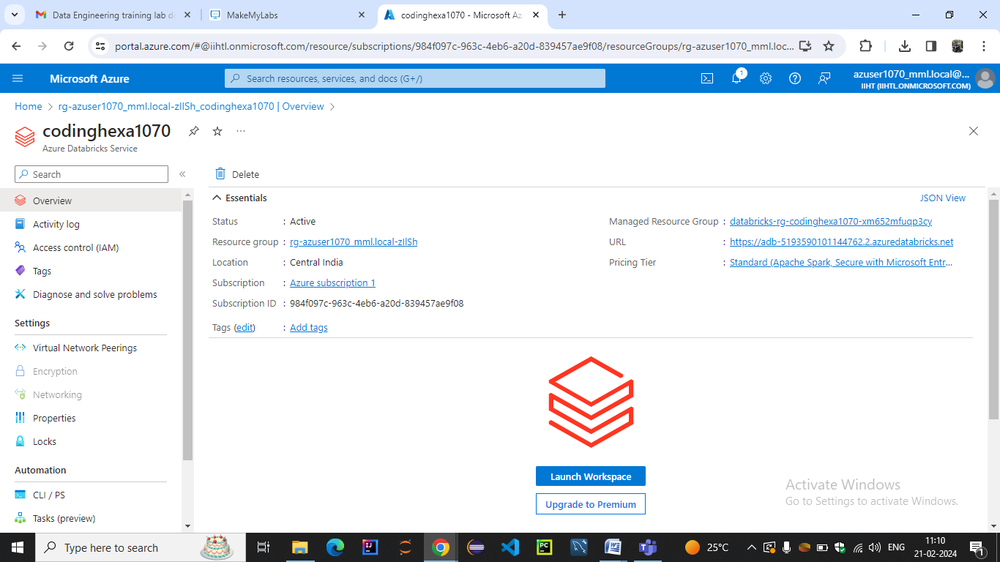 Data Engineering training lab de
MakeMyLabs
codinghexa1070 - Microsoft Az
portal.azure.com/#@iihtl.onmicrosoft.com/resource/subscriptions/984f097c-963c-4eb6-a20d-839457ae9f08/resourceGroups/rg-azuser1070_mml.loc...
Microsoft Azure
Search resources, services, and docs (G+/)
1
azuser1070_mml.local@...
IIHT (IIHTL.ONMICROSOFT.COM)
Home > rg-azuser1070_mml.local-zIlSh_codinghexa1070 | Overview >
codinghexa1070
Azure Databricks Service
Search
«
Delete
Overview
Activity log
Access control (IAM)
Tags
Diagnose and solve problems
Settings
Virtual Network Peerings
Encryption
Networking
Properties
Locks
Automation
CLI / PS
Tasks (preview)
Essentials
JSON View
Status : Active
Resource group : rg-azuser1070_mml.local-zIlSh
Location : Central India
Subscription : Azure subscription 1
Subscription ID : 984f097c-963c-4eb6-a20d-839457ae9f08
Tags (edit) : Add tags
Managed Resource Group : databricks-rg-codinghexa1070-xm652mfuqp3cy
URL : https://adb-5193590101144762.2.azuredatabricks.net
Pricing Tier : Standard (Apache Spark, Secure with Microsoft Entr...
Launch Workspace
Upgrade to Premium
Activate Windows
Go to Settings to activate Windows.
Type here to search
25°C
ENG
11:10
21-02-2024
1